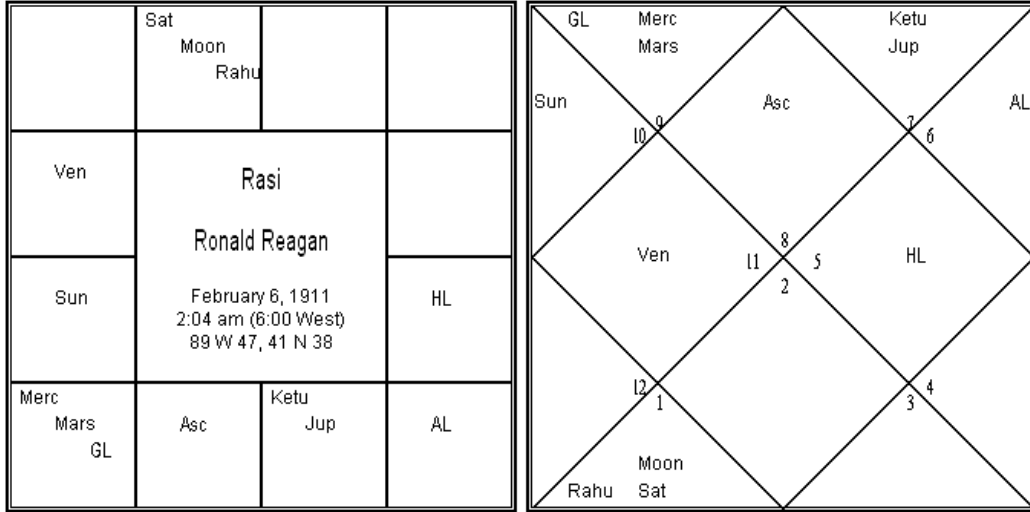 Sat
Moon
Rahu
Ven
Rasi
Ronald Reagan
Sun
February 6, 1911
2:04 am (6:00 West)
89 W 47, 41 N 38
HL
Merc
Mars
GL
Asc
Ketu
Jup
AL
GL Merc
Mars
Ketu
Jup
Sun
Asc
AL
9
10
7
6
Ven
8
11 5
2
HL
12
1
4
3
Moon
Rahu Sat